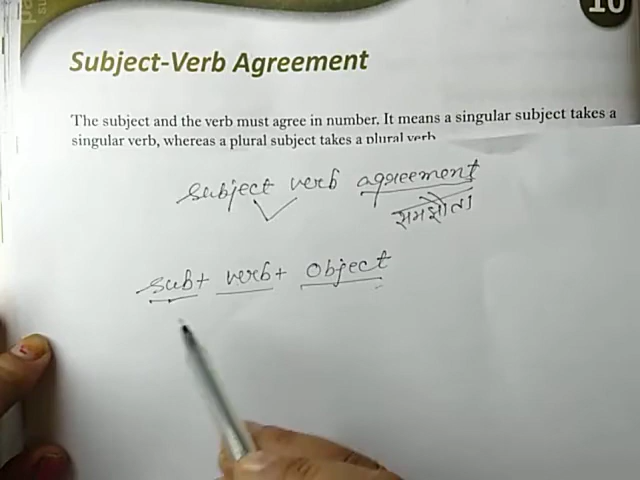 10
Subject-Verb Agreement
The subject and the verb must agree in number. It means a singular subject takes a
singular verb, whereas a plural subject takes a plural verb
subject verb agreement
समझौता
sub+ verb+ object